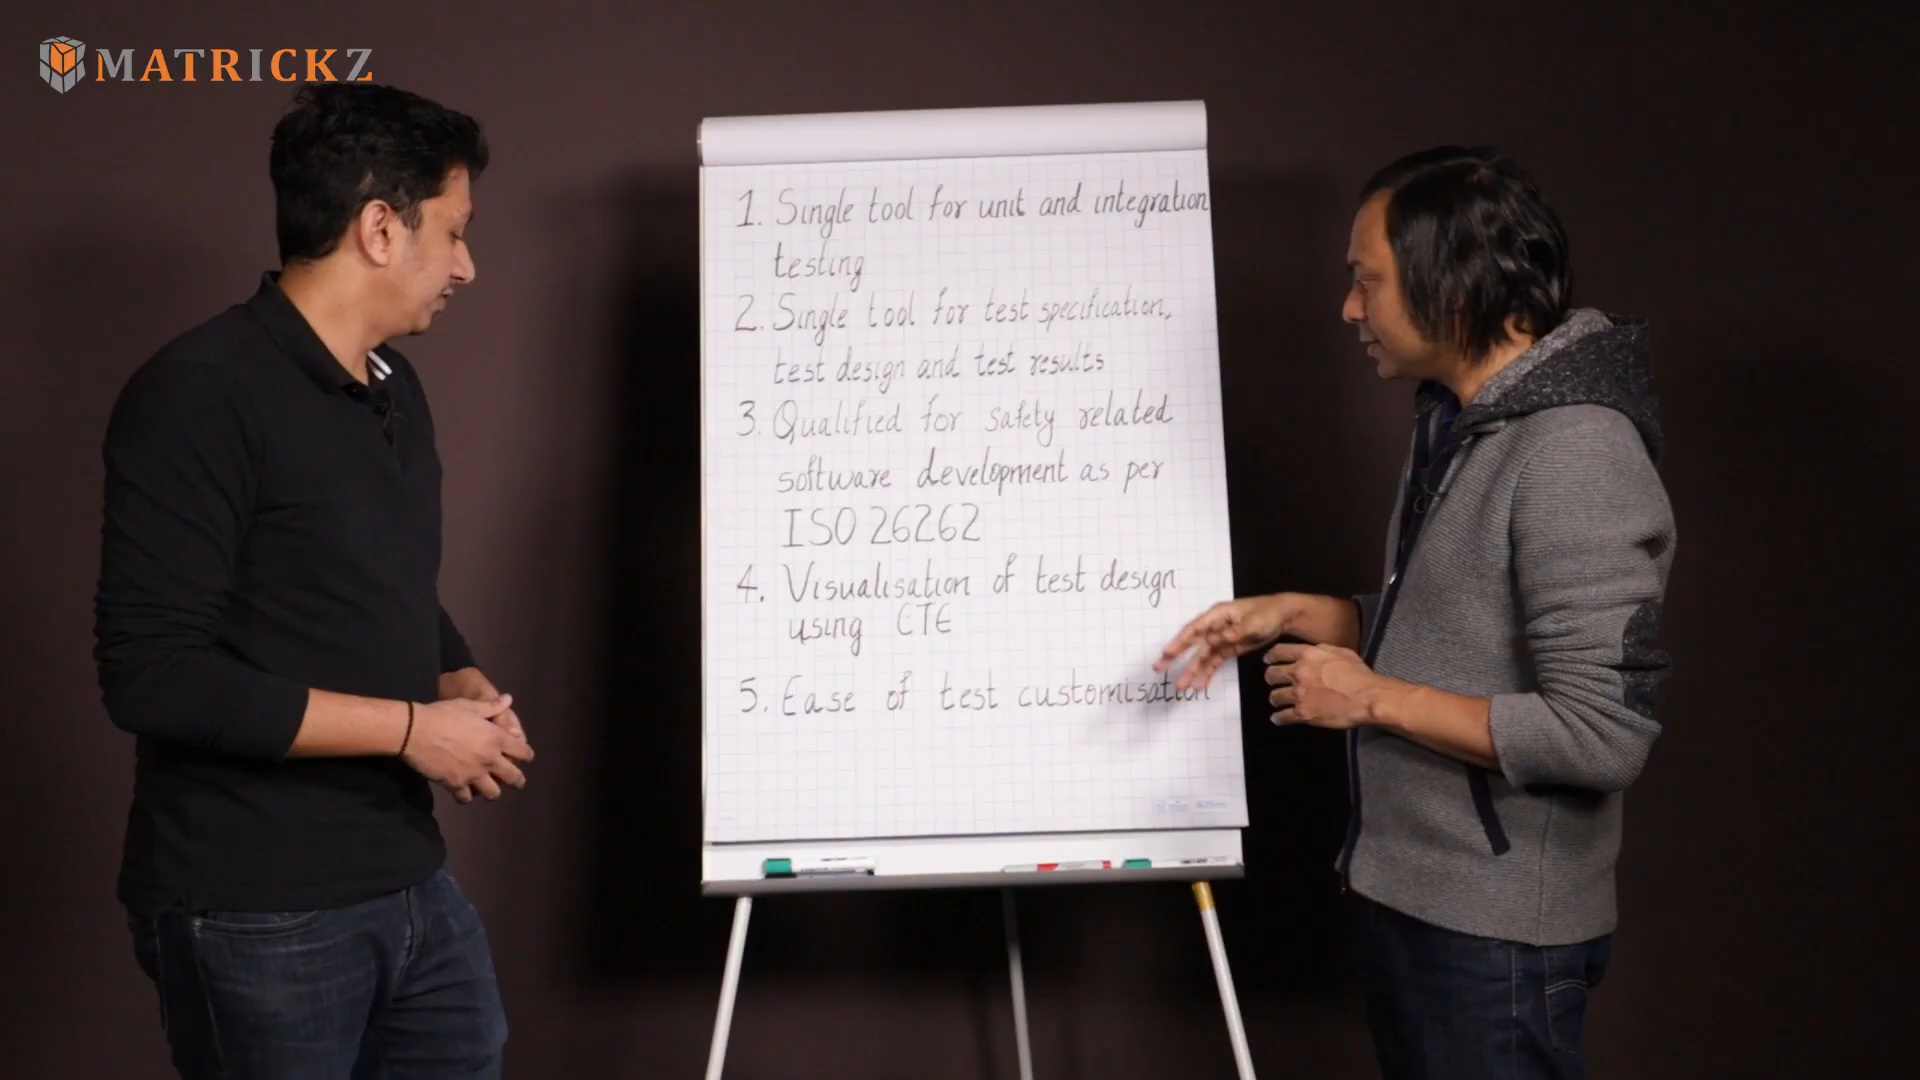 MATRICKZ
1. Single tool for unit and integration
testing
2. Single tool for test specification,
test design and test results
3. Qualified for safety related
software development as per
ISO 26262
4. Visualisation of test design
using CTE
5. Ease of test customisation